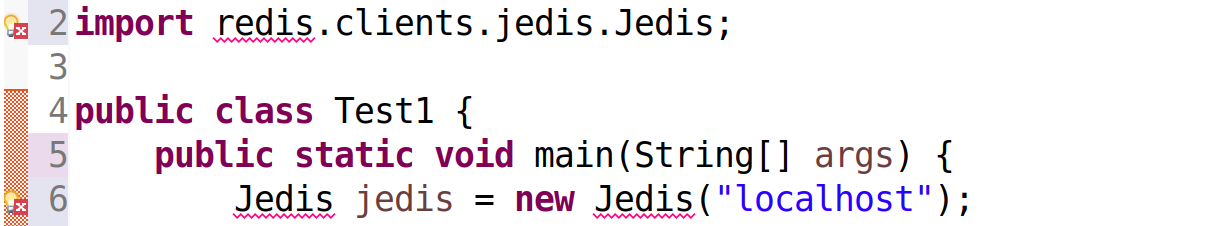 2 import redis.clients.jedis.Jedis;
3
4 public class Test1 {
5     public static void main(String[] args) {
6         Jedis jedis = new Jedis("localhost");